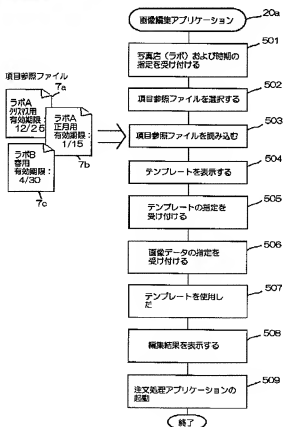 画像編集アプリケーション
20a
写真店（ラボ）および時期の
指定を受け付ける
501
項目参照ファイルを選択する
502
項目参照ファイル
7a
ラボA
クリスマス用
有効期限：
12/25
ラボA
正月用
有効期限：
1/15
7b
ラボB
春用
有効期限：
4/30
7c
項目参照ファイルを読み込む
503
テンプレートを表示する
504
テンプレートの指定を
受け付ける
505
画像データの指定を
受け付ける
506
テンプレートを使用し
だ
507
編集結果を表示する
508
注文処理アプリケーションの
起動
509
終了